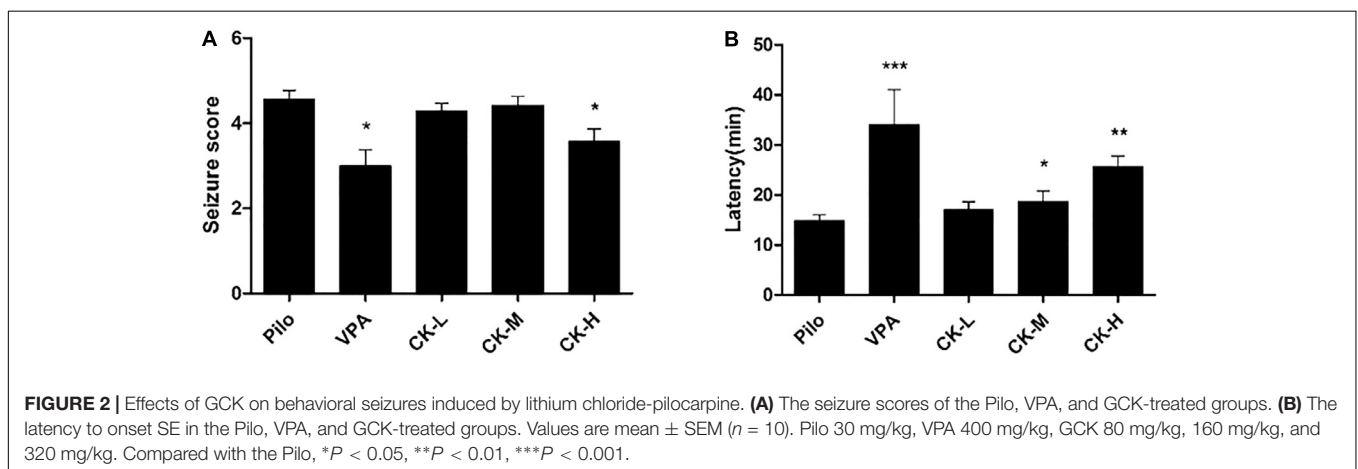 A
6
4
2
0
Seizure score
*
*
Pilo
VPA
CK-L
CK-M
CK-H
B
50
40
30
20
10
0
Latency(min)
***
*
**
Pilo
VPA
CK-L
CK-M
CK-H
FIGURE 2 | Effects of GCK on behavioral seizures induced by lithium chloride-pilocarpine. (A) The seizure scores of the Pilo, VPA, and GCK-treated groups. (B) The
latency to onset SE in the Pilo, VPA, and GCK-treated groups. Values are mean ± SEM (n = 10). Pilo 30 mg/kg, VPA 400 mg/kg, GCK 80 mg/kg, 160 mg/kg, and
320 mg/kg. Compared with the Pilo, *P < 0.05, **P < 0.01, ***P < 0.001.